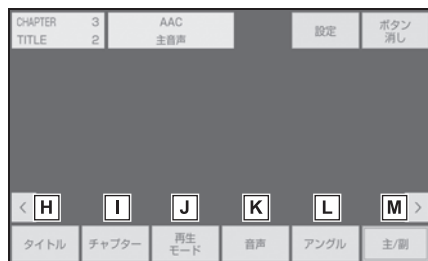 CHAPTER 3
TITLE 2
AAC
主音声
設定
ボタン
消し
< H I J K L M >
タイトル チャプター 再生
モード 音声 アングル 主/副